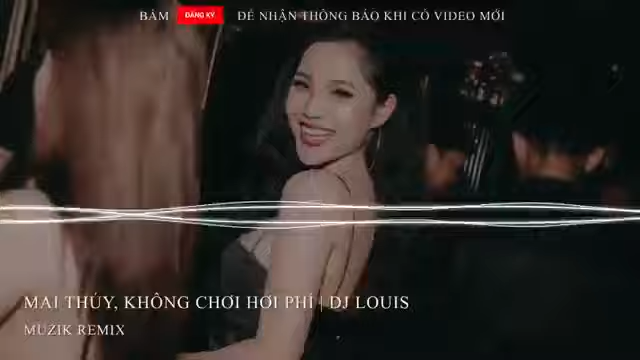 BẤM ĐĂNG KÝ ĐỂ NHẬN THÔNG BÁO KHI CÓ VIDEO MỚI
MAI THÚY, KHÔNG CHƠI HƠI PHÍ | DJ LOUIS
MUZIK REMIX